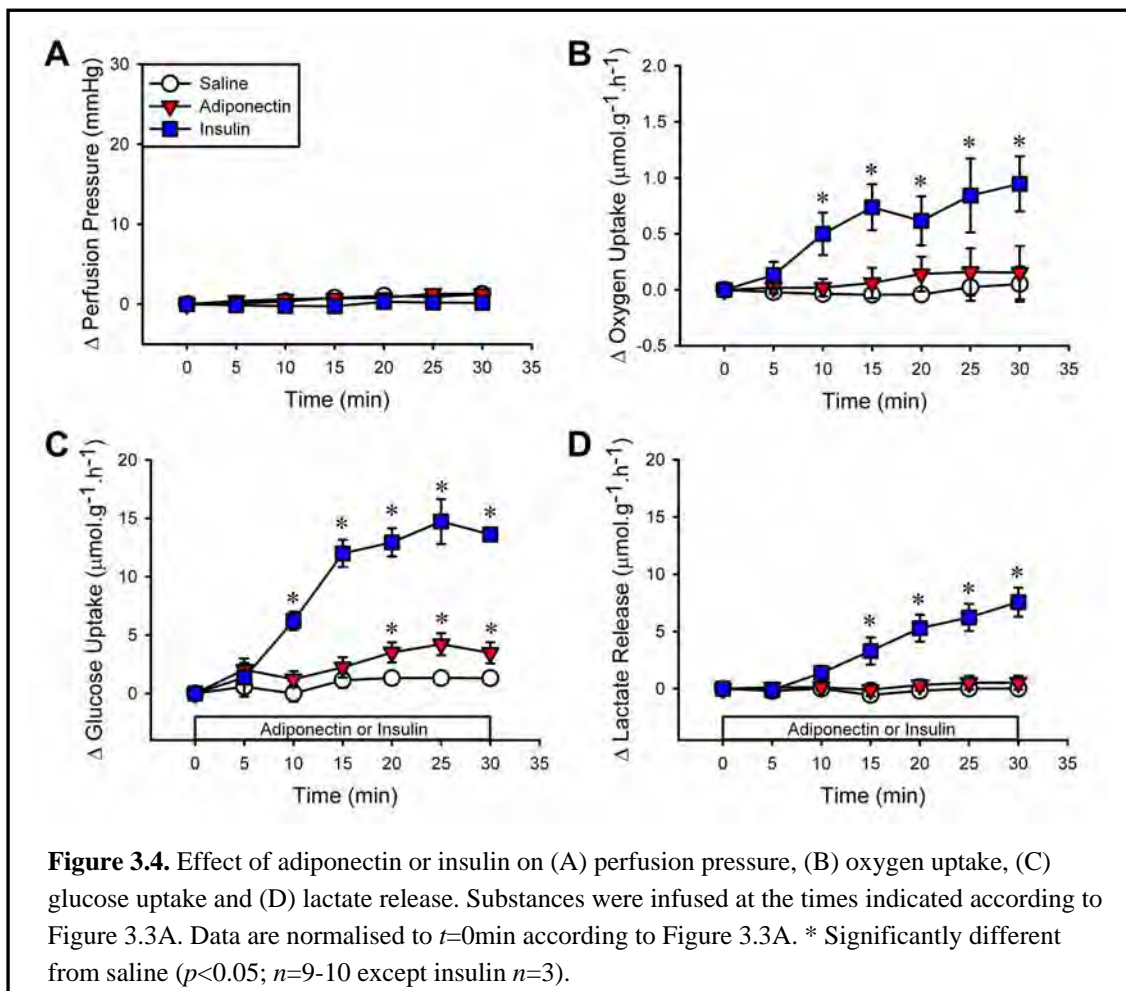 A
B
30
20
10
0
Δ Perfusion Pressure (mmHg)
Saline
Adiponectin
Insulin
0 5 10 15 20 25 30 35
Time (min)
2.0
1.5
1.0
0.5
0.0
-0.5
Δ Oxygen Uptake (μmol.g⁻¹.h⁻¹)
* * * * *
0 5 10 15 20 25 30 35
Time (min)
C
D
20
15
10
5
0
Δ Glucose Uptake (μmol.g⁻¹.h⁻¹)
* * * * *
* * *
Adiponectin or Insulin
0 5 10 15 20 25 30 35
Time (min)
20
15
10
5
0
Δ Lactate Release (μmol.g⁻¹.h⁻¹)
* * * *
Adiponectin or Insulin
0 5 10 15 20 25 30 35
Time (min)
Figure 3.4. Effect of adiponectin or insulin on (A) perfusion pressure, (B) oxygen uptake, (C)
glucose uptake and (D) lactate release. Substances were infused at the times indicated according to
Figure 3.3A. Data are normalised to t=0min according to Figure 3.3A. * Significantly different
from saline (p<0.05; n=9-10 except insulin n=3).